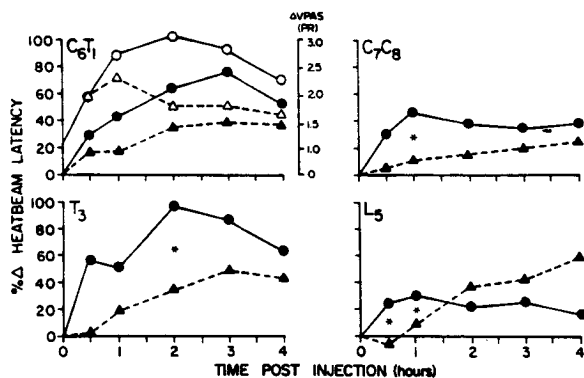 C6T1
ΔVPAS
(PR)
100
80
60
40
20
0
3.0
2.5
2.0
1.5
1.0
0.5
C7C8
*
%Δ HEATBEAM LATENCY
T3
100
80
60
40
20
0
*
L5
*
*
0 1 2 3 4
0 1 2 3 4
TIME POST INJECTION (hours)